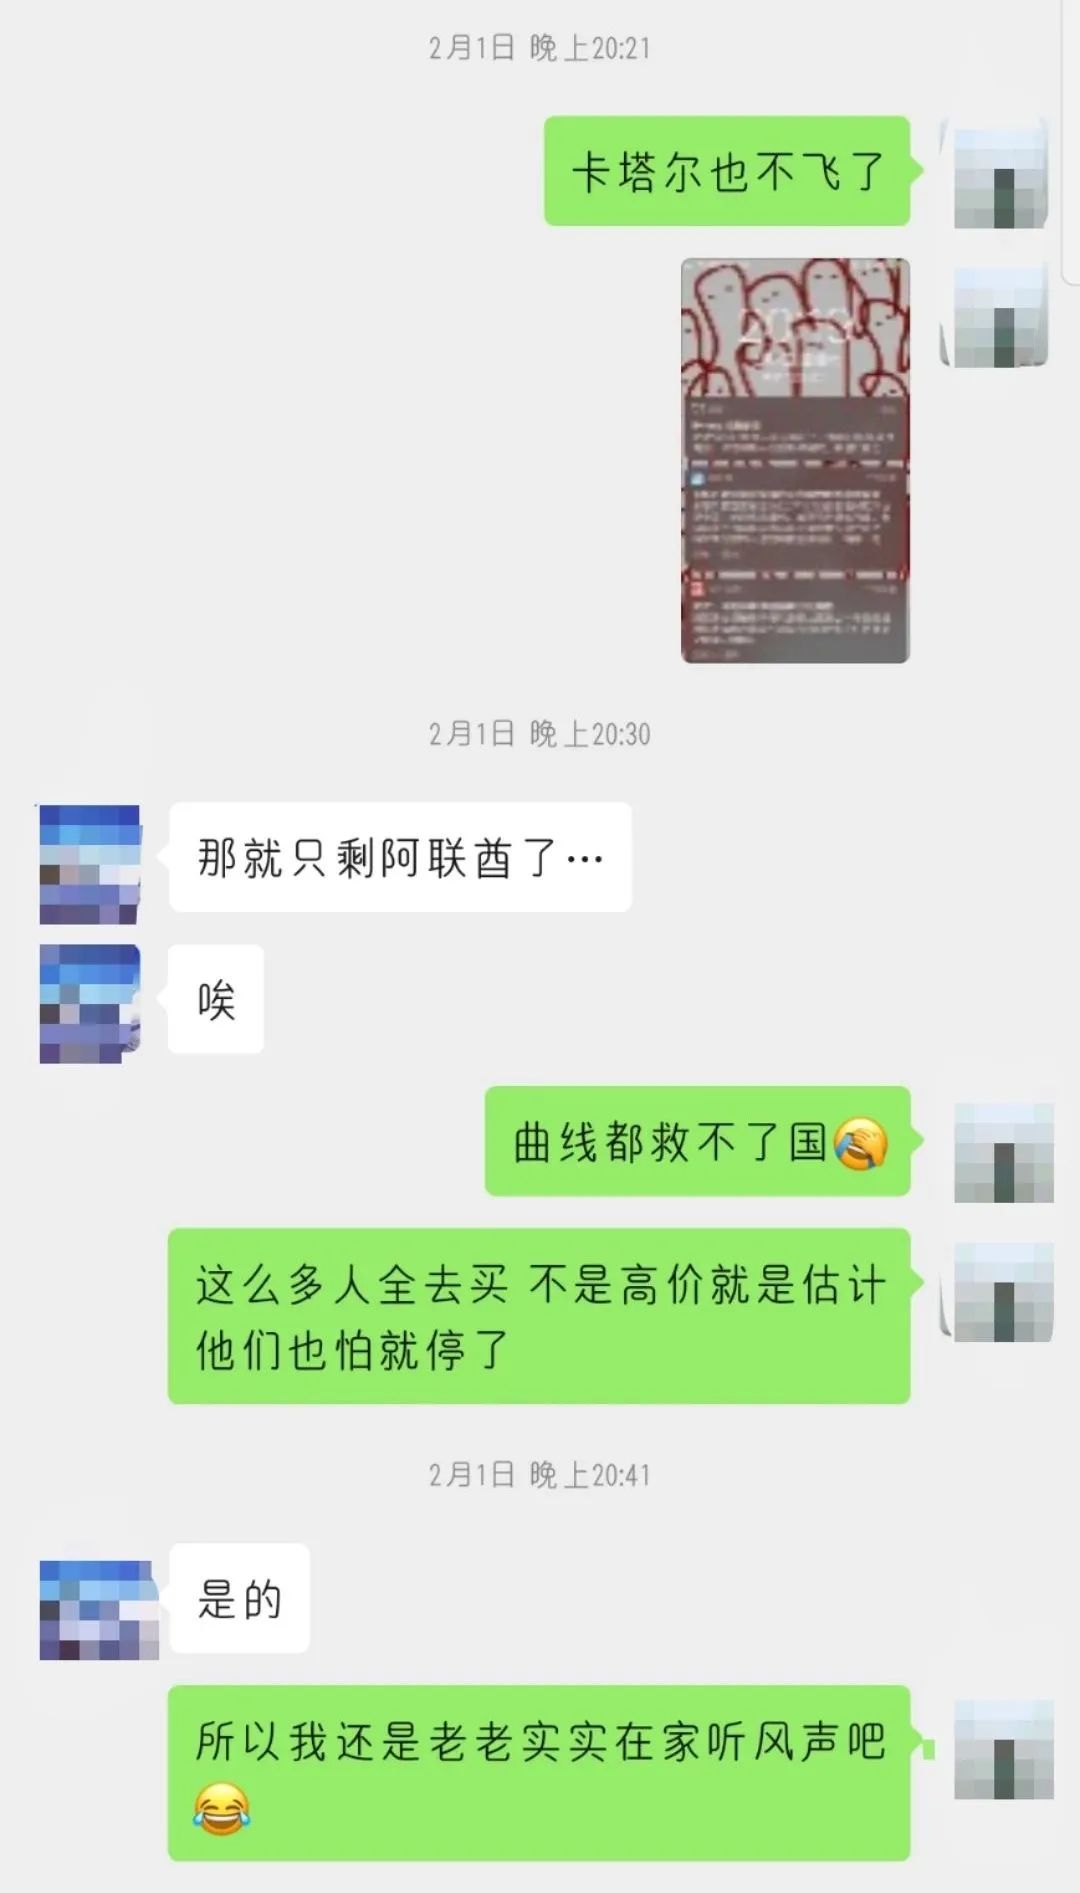 2月1日 晚上20:21
卡塔尔也不飞了
2月1日 晚上20:30
那就只剩阿联酋了…
唉
曲线都救不了国🤦
这么多人全去买 不是高价就是估计
他们也怕就停了
2月1日 晚上20:41
是的
所以我还是老老实实在家听风声吧
😂